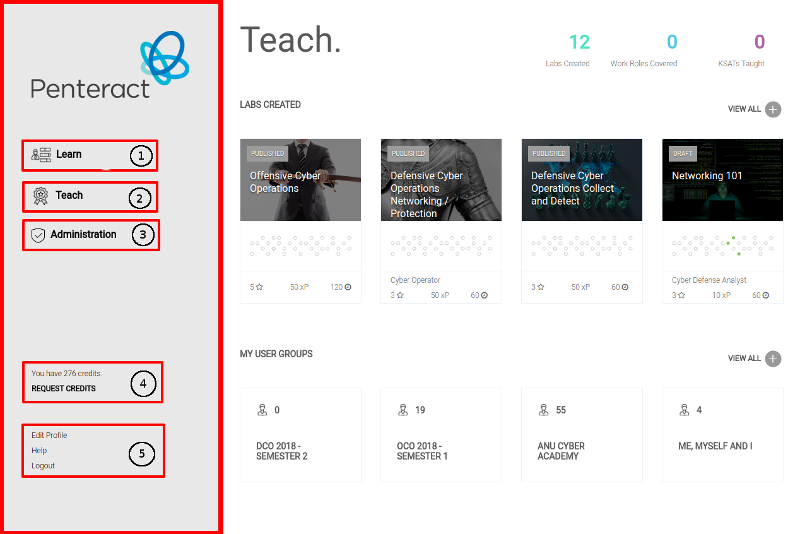 Penteract
Learn 1
Teach 2
Administration 3
You have 276 credits.
REQUEST CREDITS
4
Edit Profile
Help
Logout
5
Teach.
12 0 0
Labs Created Work Roles Covered KSATs Taught
LABS CREATED
VIEW ALL +
PUBLISHED
Offensive Cyber
Operations
5 50 xP 120
PUBLISHED
Defensive Cyber
Operations
Networking /
Protection
Cyber Operator
3 50 xP 60
PUBLISHED
Defensive Cyber
Operations Collect
and Detect
3 50 xP 60
DRAFT
Networking 101
Cyber Defense Analyst
3 10 xP 60
MY USER GROUPS
VIEW ALL +
0
DCO 2018 -
SEMESTER 2
19
OCO 2018 -
SEMESTER 1
55
ANU CYBER
ACADEMY
4
ME, MYSELF AND I